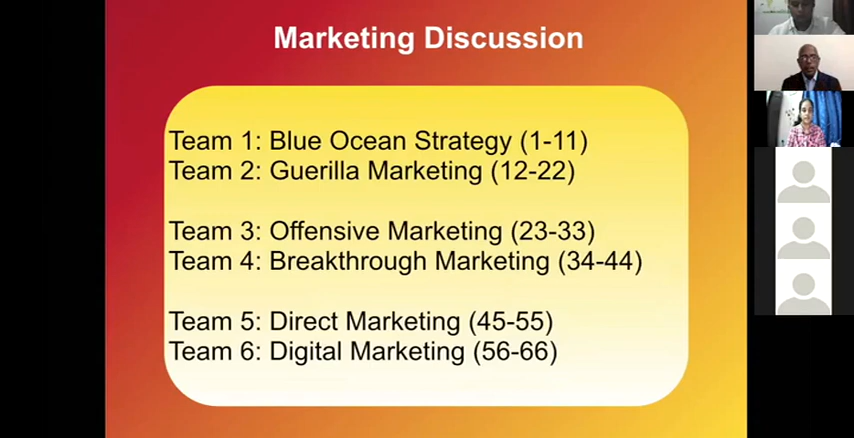 Marketing Discussion
Team 1: Blue Ocean Strategy (1-11)
Team 2: Guerilla Marketing (12-22)
Team 3: Offensive Marketing (23-33)
Team 4: Breakthrough Marketing (34-44)
Team 5: Direct Marketing (45-55)
Team 6: Digital Marketing (56-66)